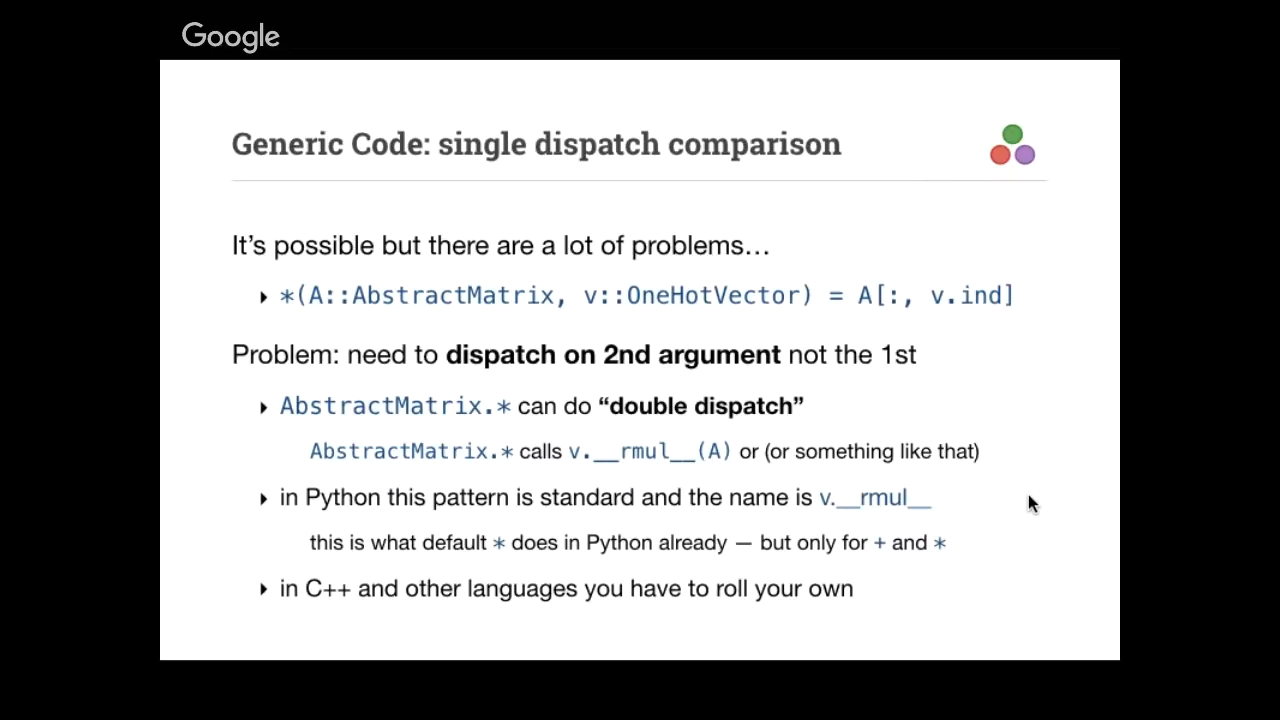 Google
Generic Code: single dispatch comparison
It’s possible but there are a lot of problems…
*(A::AbstractMatrix, v::OneHotVector) = A[:, v.ind]
Problem: need to dispatch on 2nd argument not the 1st
AbstractMatrix.* can do “double dispatch”
AbstractMatrix.* calls v.__rmul__(A) or (or something like that)
in Python this pattern is standard and the name is v.__rmul__
this is what default * does in Python already — but only for + and *
in C++ and other languages you have to roll your own